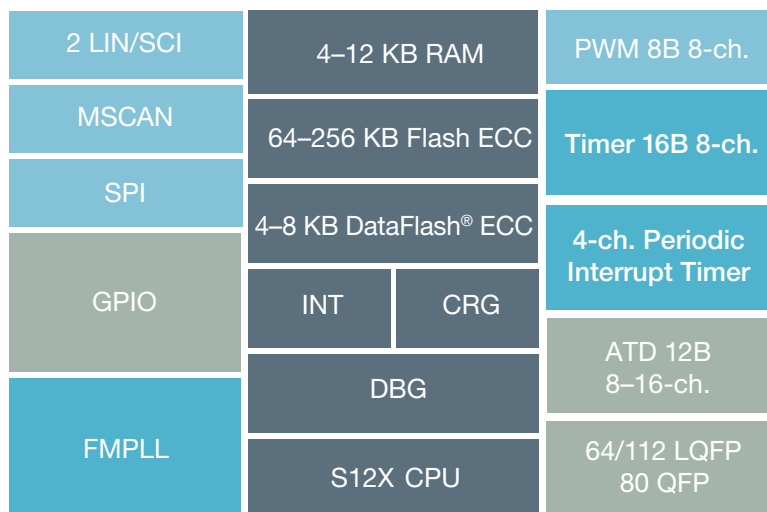 2 LIN/SCI
MSCAN
SPI
GPIO
FMPLL
4–12 KB RAM
64–256 KB Flash ECC
4–8 KB DataFlash® ECC
INT
CRG
DBG
S12X CPU
PWM 8B 8-ch.
Timer 16B 8-ch.
4-ch. Periodic
Interrupt Timer
ATD 12B
8–16-ch.
64/112 LQFP
80 QFP